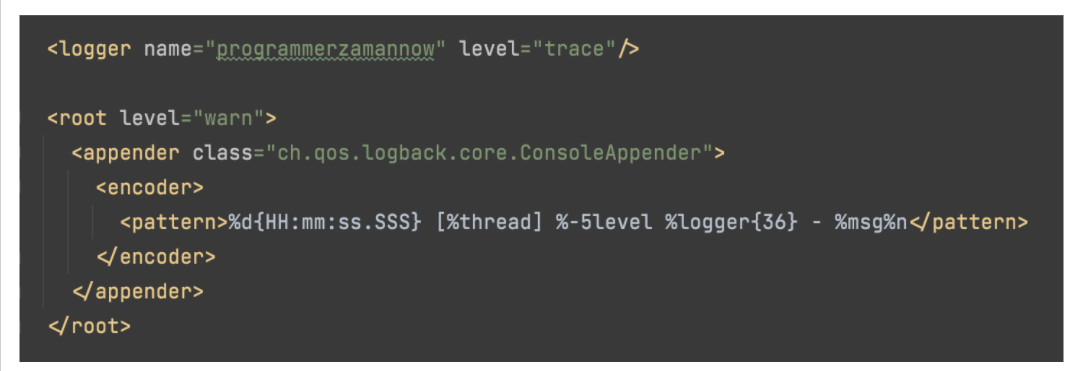 <logger name="programmerzamannow" level="trace"/>
<root level="warn">
<appender class="ch.qos.logback.core.ConsoleAppender">
<encoder>
<pattern>%d{HH:mm:ss.SSS} [%thread] %-5level %logger{36} - %msg%n</pattern>
</encoder>
</appender>
</root>